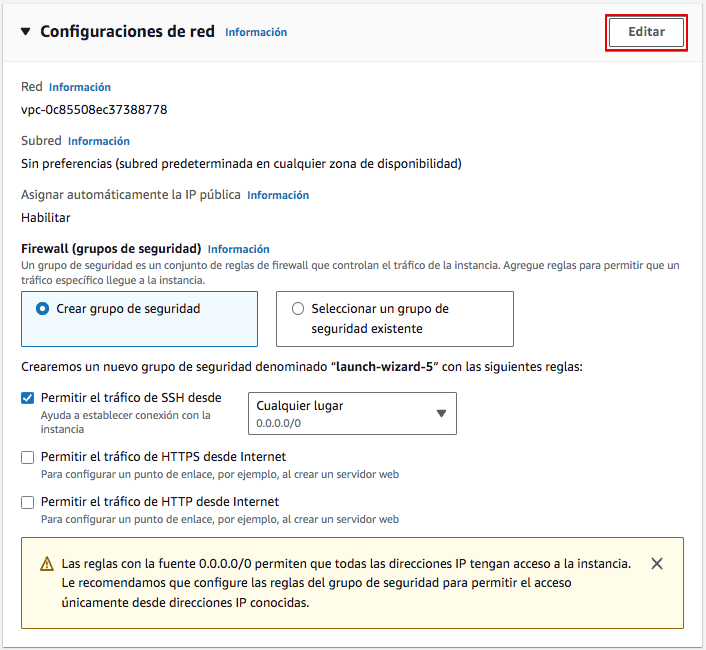 Configuraciones de red Información
Editar
Red Información
vpc-0c85508ec37388778
Subred Información
Sin preferencias (subred predeterminada en cualquier zona de disponibilidad)
Asignar automáticamente la IP pública Información
Habilitar
Firewall (grupos de seguridad) Información
Un grupo de seguridad es un conjunto de reglas de firewall que controlan el tráfico de la instancia. Agregue reglas para permitir que un
tráfico específico llegue a la instancia.
Crear grupo de seguridad
Seleccionar un grupo de
seguridad existente
Crearemos un nuevo grupo de seguridad denominado “launch-wizard-5” con las siguientes reglas:
Permitir el tráfico de SSH desde
Ayuda a establecer conexión con la
instancia
Cualquier lugar
0.0.0.0/0
Permitir el tráfico de HTTPS desde Internet
Para configurar un punto de enlace, por ejemplo, al crear un servidor web
Permitir el tráfico de HTTP desde Internet
Para configurar un punto de enlace, por ejemplo, al crear un servidor web
Las reglas con la fuente 0.0.0.0/0 permiten que todas las direcciones IP tengan acceso a la instancia.
Le recomendamos que configure las reglas del grupo de seguridad para permitir el acceso
únicamente desde direcciones IP conocidas.